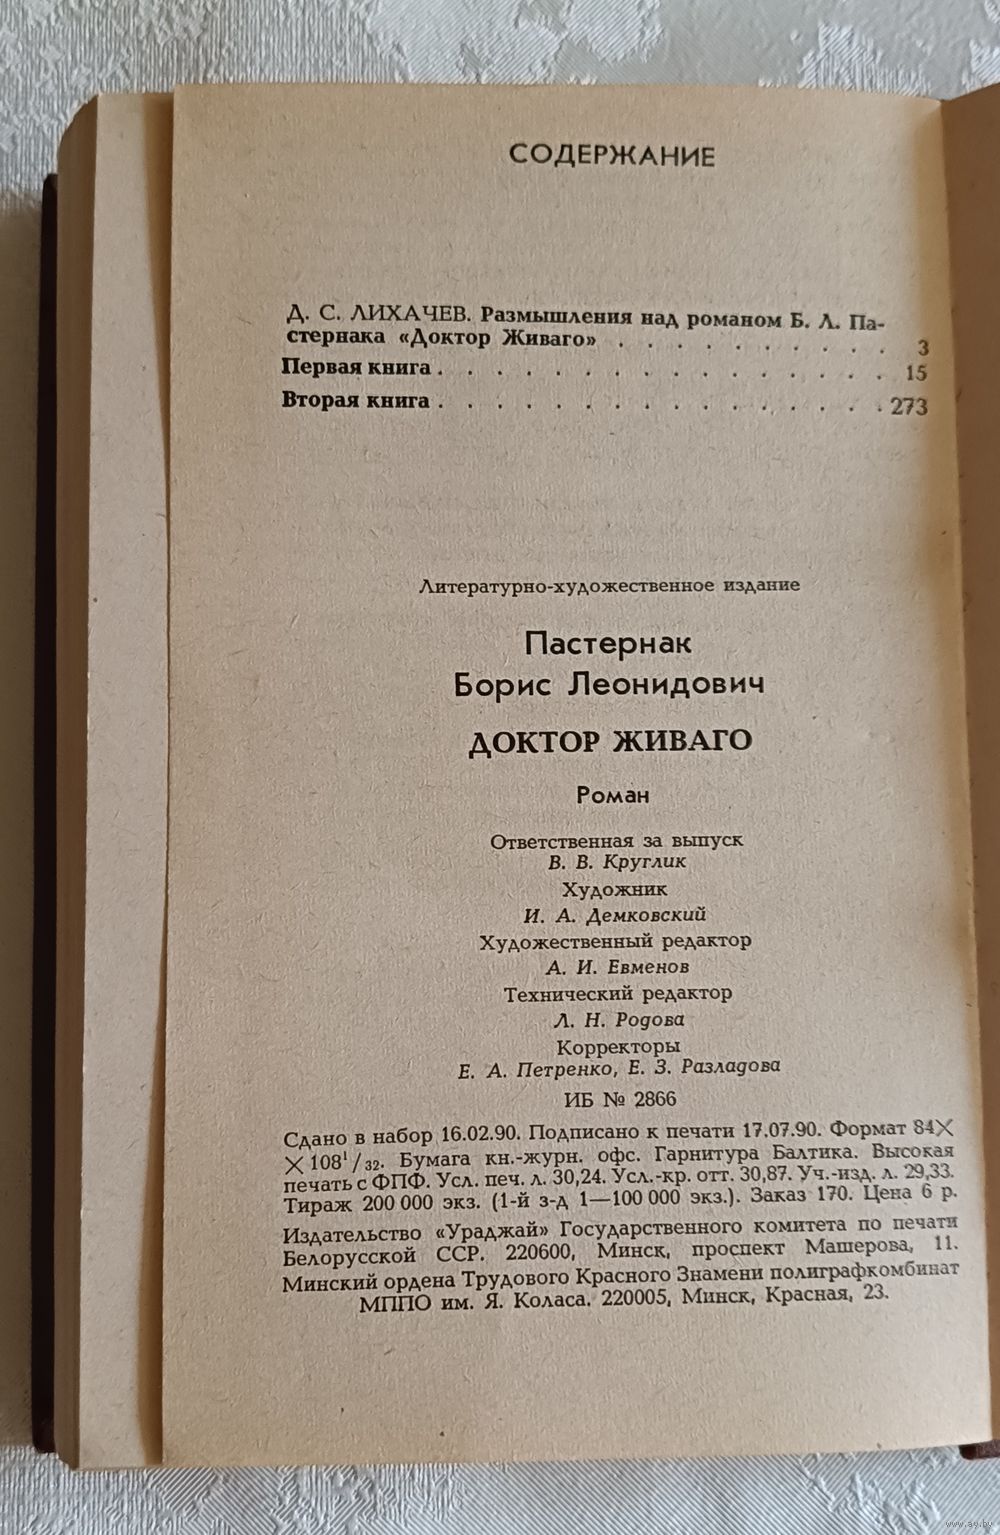 СОДЕРЖАНИЕ
Д. С. ЛИХАЧЕВ. Размышления над романом Б. Л. Па-
стернака «Доктор Живаго» . . . . . . . . . . 3
Первая книга . . . . . . . . . . . . . . . . 15
Вторая книга . . . . . . . . . . . . . . . . 273
Литературно-художественное издание
Пастернак
Борис Леонидович
ДОКТОР ЖИВАГО
Роман
Ответственная за выпуск
В. В. Круглик
Художник
И. А. Демковский
Художественный редактор
А. И. Евменов
Технический редактор
Л. Н. Родова
Корректоры
Е. А. Петренко, Е. З. Разладова
ИБ № 2866
Сдано в набор 16.02.90. Подписано к печати 17.07.90. Формат 84×
×108¹/₃₂. Бумага кн.-журн. офс. Гарнитура Балтика. Высокая
печать с ФПФ. Усл. печ. л. 30,24. Усл.-кр. отт. 30,87. Уч.-изд. л. 29,33.
Тираж 200 000 экз. (1-й з-д 1—100 000 экз.). Заказ 170. Цена 6 р.
Издательство «Ураджай» Государственного комитета по печати
Белорусской ССР. 220600, Минск, проспект Машерова, 11.
Минский ордена Трудового Красного Знамени полиграфкомбинат
МППО им. Я. Коласа. 220005, Минск, Красная, 23.
www.ay.by